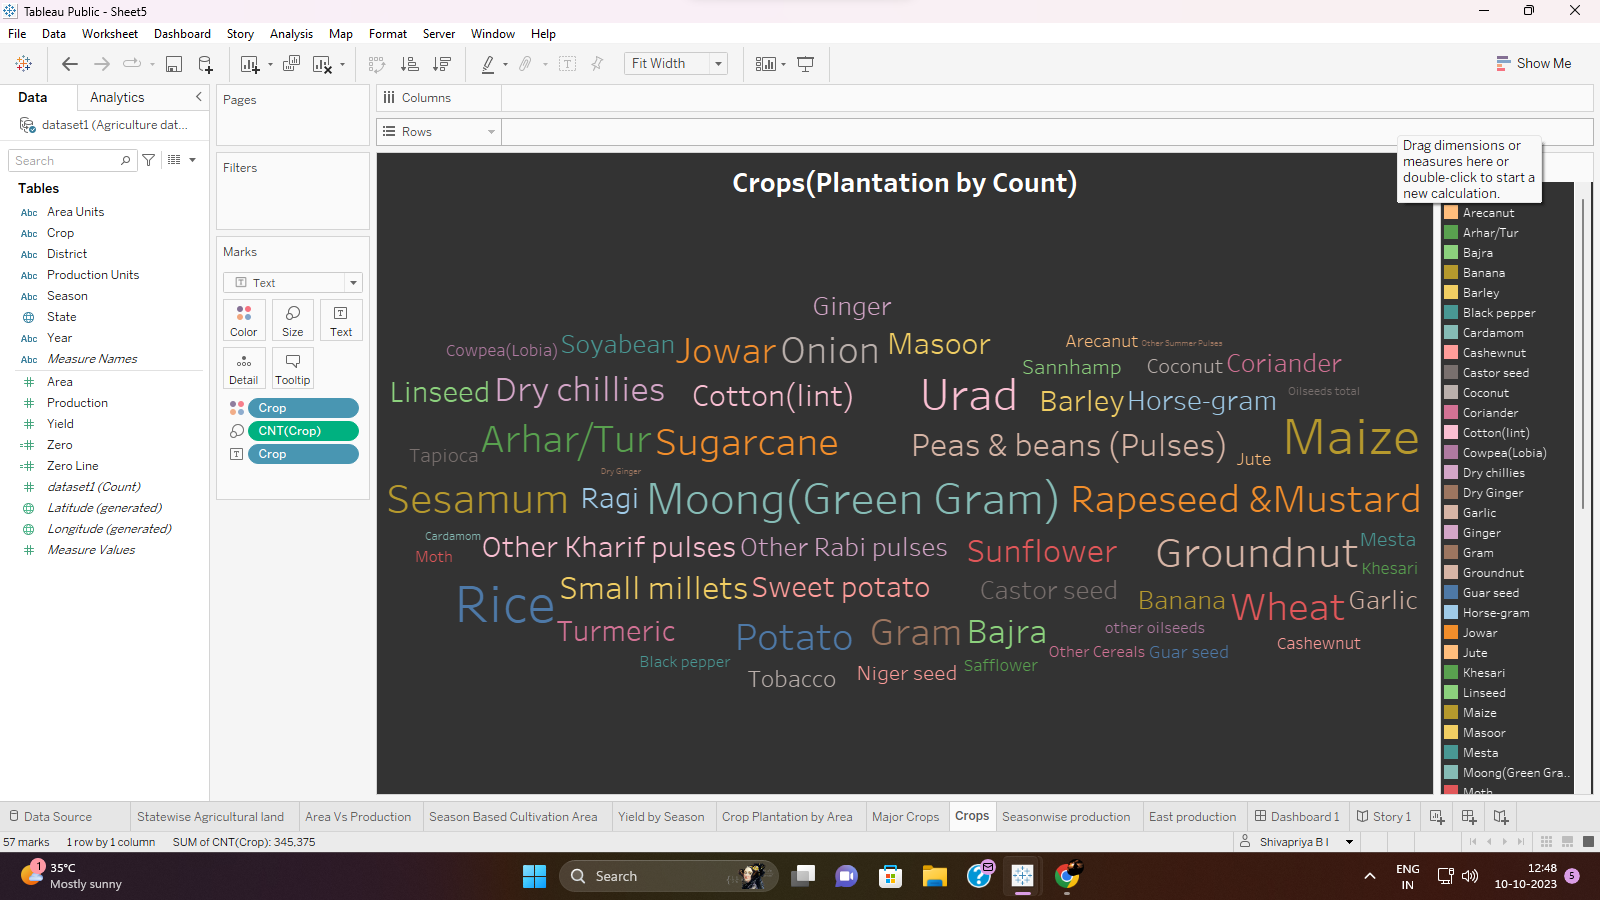 Tableau Public - Sheet5
File Data Worksheet Dashboard Story Analysis Map Format Server Window Help
Fit Width
Show Me
Data Analytics
dataset1 (Agriculture dat...
Search
Tables
Abc Area Units
Abc Crop
Abc District
Abc Production Units
Abc Season
State
Abc Year
Abc Measure Names
Area
Production
Yield
Zero
Zero Line
dataset1 (Count)
Latitude (generated)
Longitude (generated)
Measure Values
Pages
Filters
Marks
Text
Color Size Text
Detail Tooltip
Crop
CNT(Crop)
Crop
Columns
Rows
Drag dimensions or
measures here or
double-click to start a
new calculation.
Crops(Plantation by Count)
Ginger
Cowpea(Lobia) Soyabean Jowar Onion Masoor Arecanut Other Summer Pulses
Sannhamp Coconut Coriander
Linseed Dry chillies Cotton(lint) Urad Barley Horse-gram Oilseeds total
Tapioca Arhar/Tur Sugarcane Peas & beans (Pulses) Jute Maize
Dry Ginger
Sesamum Ragi Moong(Green Gram) Rapeseed &Mustard
Cardamom
Moth Other Kharif pulses Other Rabi pulses Sunflower Groundnut Mesta
Khesari
Rice Small millets Sweet potato Castor seed Banana Wheat Garlic
Turmeric Potato Gram Bajra other oilseeds
Other Cereals Guar seed Cashewnut
Black pepper Safflower
Tobacco Niger seed
Arecanut
Arhar/Tur
Bajra
Banana
Barley
Black pepper
Cardamom
Cashewnut
Castor seed
Coconut
Coriander
Cotton(lint)
Cowpea(Lobia)
Dry chillies
Dry Ginger
Garlic
Ginger
Gram
Groundnut
Guar seed
Horse-gram
Jowar
Jute
Khesari
Linseed
Maize
Masoor
Mesta
Moong(Green Gra..
Moth
Data Source Statewise Agricultural land Area Vs Production Season Based Cultivation Area Yield by Season Crop Plantation by Area Major Crops Crops Seasonwise production East production Dashboard 1 Story 1
57 marks 1 row by 1 column SUM of CNT(Crop): 345,375 Shivapriya B I
1 35°C
Mostly sunny
Search
ENG
IN
12:48
10-10-2023
5